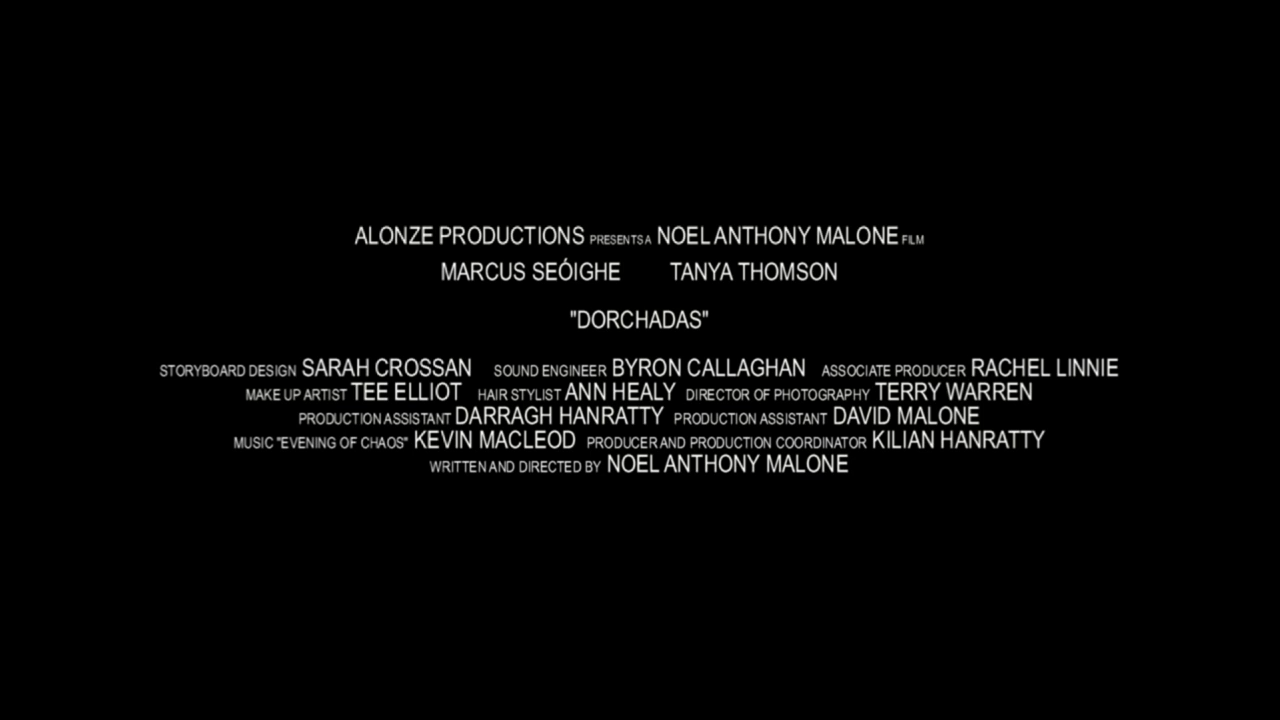 ALONZE PRODUCTIONS PRESENTS A NOEL ANTHONY MALONE FILM
MARCUS SEÓIGHE TANYA THOMSON
"DORCHADAS"
STORYBOARD DESIGN SARAH CROSSAN SOUND ENGINEER BYRON CALLAGHAN ASSOCIATE PRODUCER RACHEL LINNIE
MAKE UP ARTIST TEE ELLIOT HAIR STYLIST ANN HEALY DIRECTOR OF PHOTOGRAPHY TERRY WARREN
PRODUCTION ASSISTANT DARRAGH HANRATTY PRODUCTION ASSISTANT DAVID MALONE
MUSIC "EVENING OF CHAOS" KEVIN MACLEOD PRODUCER AND PRODUCTION COORDINATOR KILIAN HANRATTY
WRITTEN AND DIRECTED BY NOEL ANTHONY MALONE